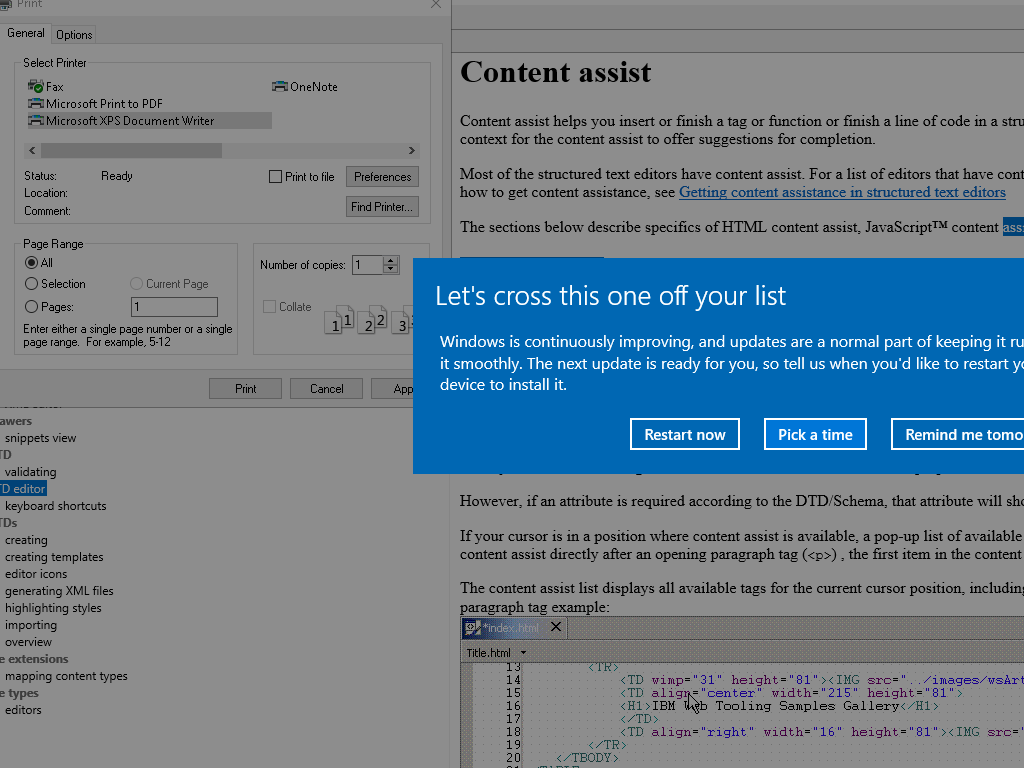 Print
General
Options
Select Printer
Fax
OneNote
Microsoft Print to PDF
Microsoft XPS Document Writer
Status:
Ready
Print to file
Preferences
Location:
Comment:
Find Printer...
Page Range
All
Selection
Current Page
Pages:
1
Enter either a single page number or a single
page range. For example, 5-12
Number of copies:
1
Collate
1 1 2 2 3
Print
Cancel
App
awers
snippets view
TD
validating
TD editor
keyboard shortcuts
TDs
creating
creating templates
editor icons
generating XML files
highlighting styles
importing
overview
e extensions
mapping content types
e types
editors
Content assist
Content assist helps you insert or finish a tag or function or finish a line of code in a stru
context for the content assist to offer suggestions for completion.
Most of the structured text editors have content assist. For a list of editors that have cont
how to get content assistance, see Getting content assistance in structured text editors
The sections below describe specifics of HTML content assist, JavaScript™ content assi
Let's cross this one off your list
Windows is continuously improving, and updates are a normal part of keeping it ru
it smoothly. The next update is ready for you, so tell us when you'd like to restart yo
device to install it.
Restart now
Pick a time
Remind me tomo
However, if an attribute is required according to the DTD/Schema, that attribute will sho
If your cursor is in a position where content assist is available, a pop-up list of available
content assist directly after an opening paragraph tag (<p>) , the first item in the content
The content assist list displays all available tags for the current cursor position, including
paragraph tag example:
*index.html
Title.html
13 <TR>
14 <TD wimp="31" height="81"><IMG src="../images/wsArt
15 <TD align="center" width="215" height="81">
16 <H1>IBM Web Tooling Samples Gallery</H1>
17 </TD>
18 <TD align="right" width="16" height="81"><IMG src="
19 </TR>
20 </TBODY>